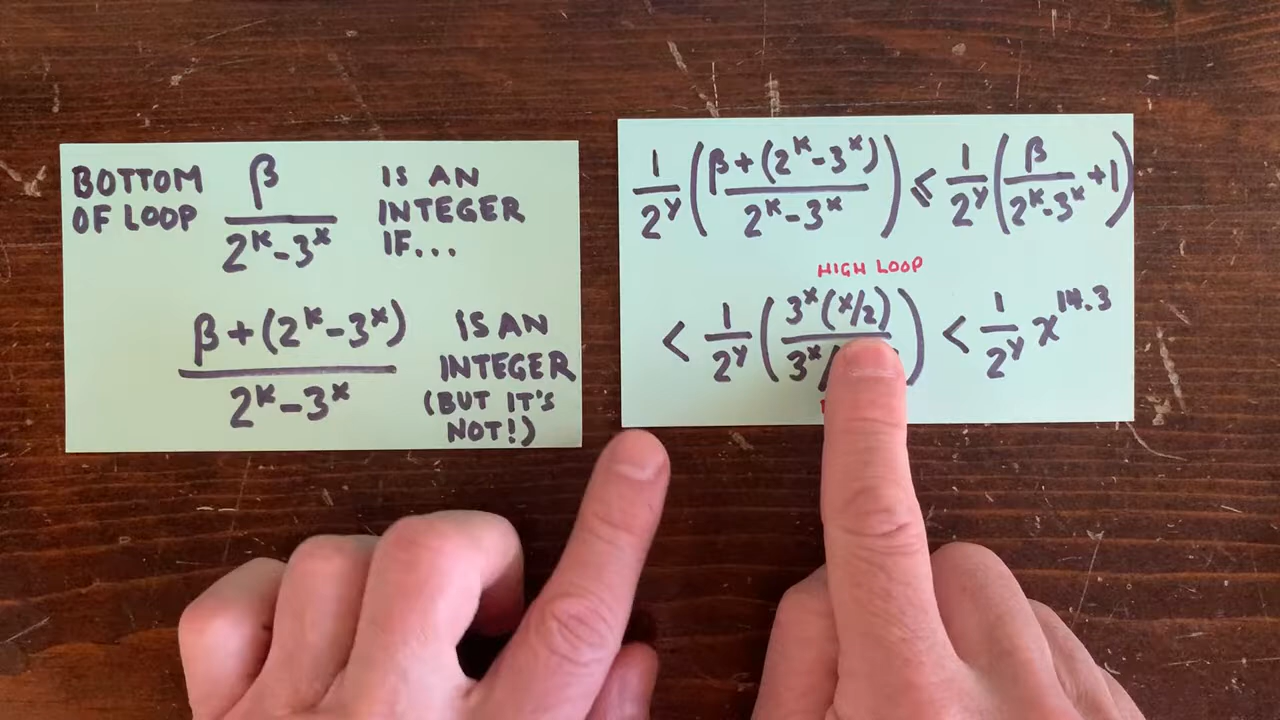 BOTTOM OF LOOP β / (2^k - 3^x) IS AN INTEGER IF...
β + (2^k - 3^x) / (2^k - 3^x) IS AN INTEGER (BUT IT'S NOT!)
1/2^y (β + (2^k - 3^x) / (2^k - 3^x)) ≤ 1/2^y (β / (2^k - 3^x) + 1)
HIGH LOOP
< 1/2^y (3^x (x/2) / 3^x/) < 1/2^y x^14.3